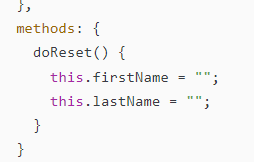 },
methods: {
  doReset() {
    this.firstName = "";
    this.lastName = "";
  }
}